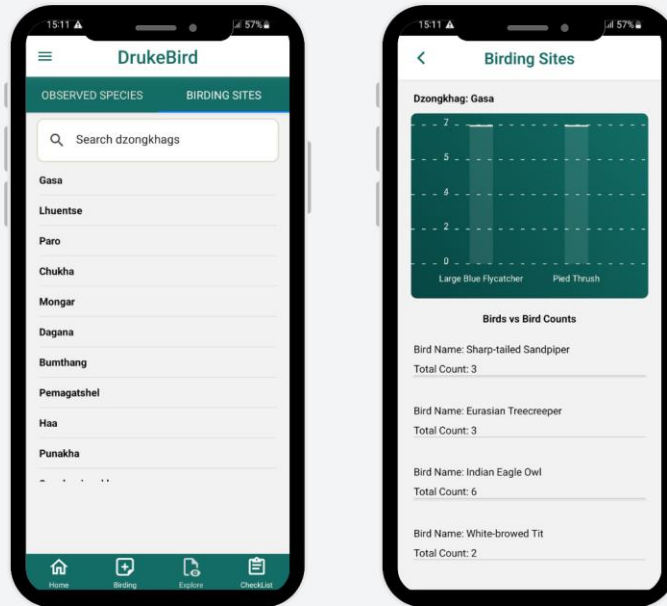 15:11
57%
DrukeBird
OBSERVED SPECIES BIRDING SITES
Search dzongkhags
Gasa
Lhuentse
Paro
Chukha
Mongar
Dagana
Bumthang
Pemagatshel
Haa
Punakha
Home Birding Explore CheckList
15:11
57%
Birding Sites
Dzongkhag: Gasa
7
5
4
2
0
Large Blue Flycatcher Pied Thrush
Birds vs Bird Counts
Bird Name: Sharp-tailed Sandpiper
Total Count: 3
Bird Name: Eurasian Treecreeper
Total Count: 3
Bird Name: Indian Eagle Owl
Total Count: 6
Bird Name: White-browed Tit
Total Count: 2